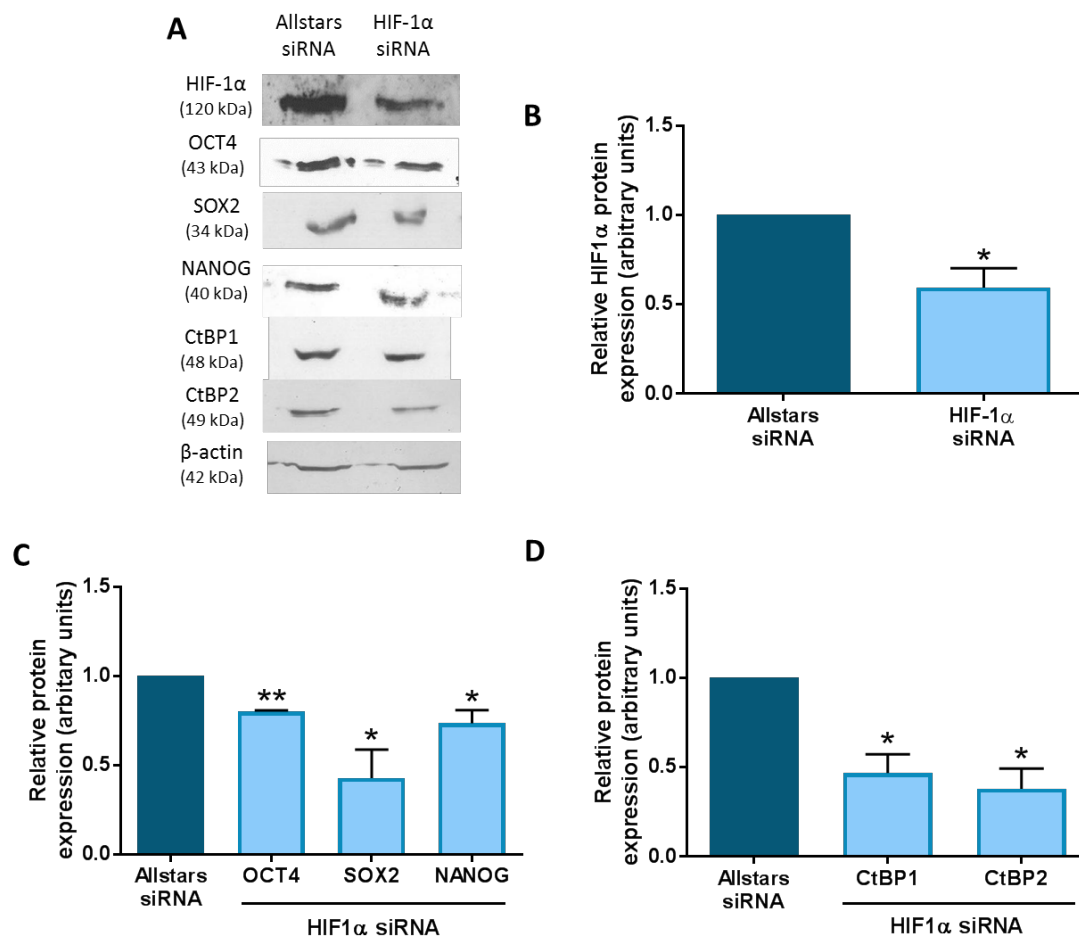 A
Allstars siRNA
HIF-1α siRNA
HIF-1α
(120 kDa)
OCT4
(43 kDa)
SOX2
(34 kDa)
NANOG
(40 kDa)
CtBP1
(48 kDa)
CtBP2
(49 kDa)
β-actin
(42 kDa)
B
Relative HIF1α protein
expression (arbitrary units)
1.5
1.0
0.5
0.0
*
Allstars siRNA
HIF-1α siRNA
C
Relative protein
expression (arbitary units)
1.5
1.0
0.5
0.0
**
*
*
Allstars siRNA
OCT4
SOX2
NANOG
HIF1α siRNA
D
Relative protein
expression (arbitrary units)
1.5
1.0
0.5
0.0
*
*
Allstars siRNA
CtBP1
CtBP2
HIF1α siRNA